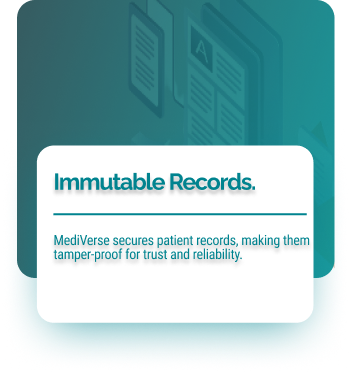 A
Immutable Records.
MediVerse secures patient records, making them
tamper-proof for trust and reliability.